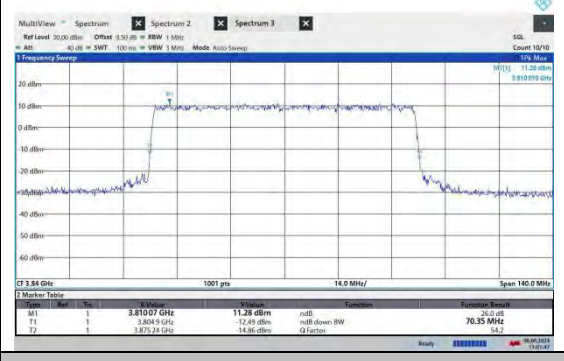 MultiView Spectrum Spectrum 2 Spectrum 3
Ref Level 30.00 dBm Offset 9.50 dB RBW 1 MHz SGL
Att 40 dB SWT 100 ms VBW 3 MHz Mode Auto Sweep Count 10/10
1 Frequency Sweep 1Pk Max
M1[1] 11.28 dBm
3.810070 GHz
20 dBm
M1
10 dBm
0 dBm
-10 dBm
-20 dBm
-30 dBm
-40 dBm
-50 dBm
-60 dBm
CF 3.84 GHz 1001 pts 14.0 MHz/ Span 140.0 MHz
2 Marker Table
Type Ref Trc X-Value Y-Value Function Function Result
M1 1 3.81007 GHz 11.28 dBm ndB 26.0 dB
T1 1 3.8049 GHz -12.49 dBm ndB down BW 70.35 MHz
T2 1 3.87524 GHz -14.86 dBm Q Factor 54.2
Ready 06.08.2024
11:01:47